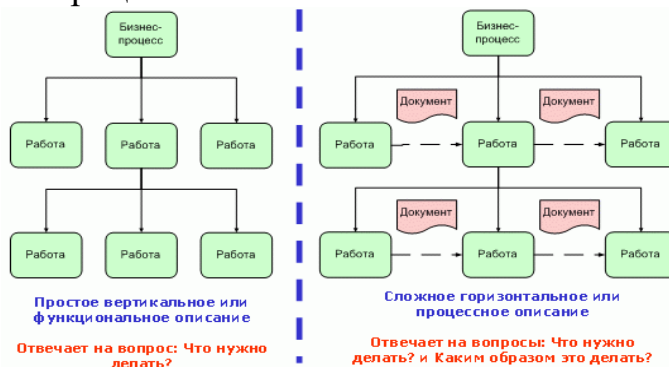 Бизнес-
процесс
Работа
Работа
Работа
Работа
Работа
Работа
Простое вертикальное или
функциональное описание
Отвечает на вопрос: Что нужно
делать?
Бизнес-
процесс
Документ
Документ
Работа
Работа
Работа
Документ
Документ
Работа
Работа
Работа
Сложное горизонтальное или
процессное описание
Отвечает на вопросы: Что нужно
делать? и Каким образом это делать?